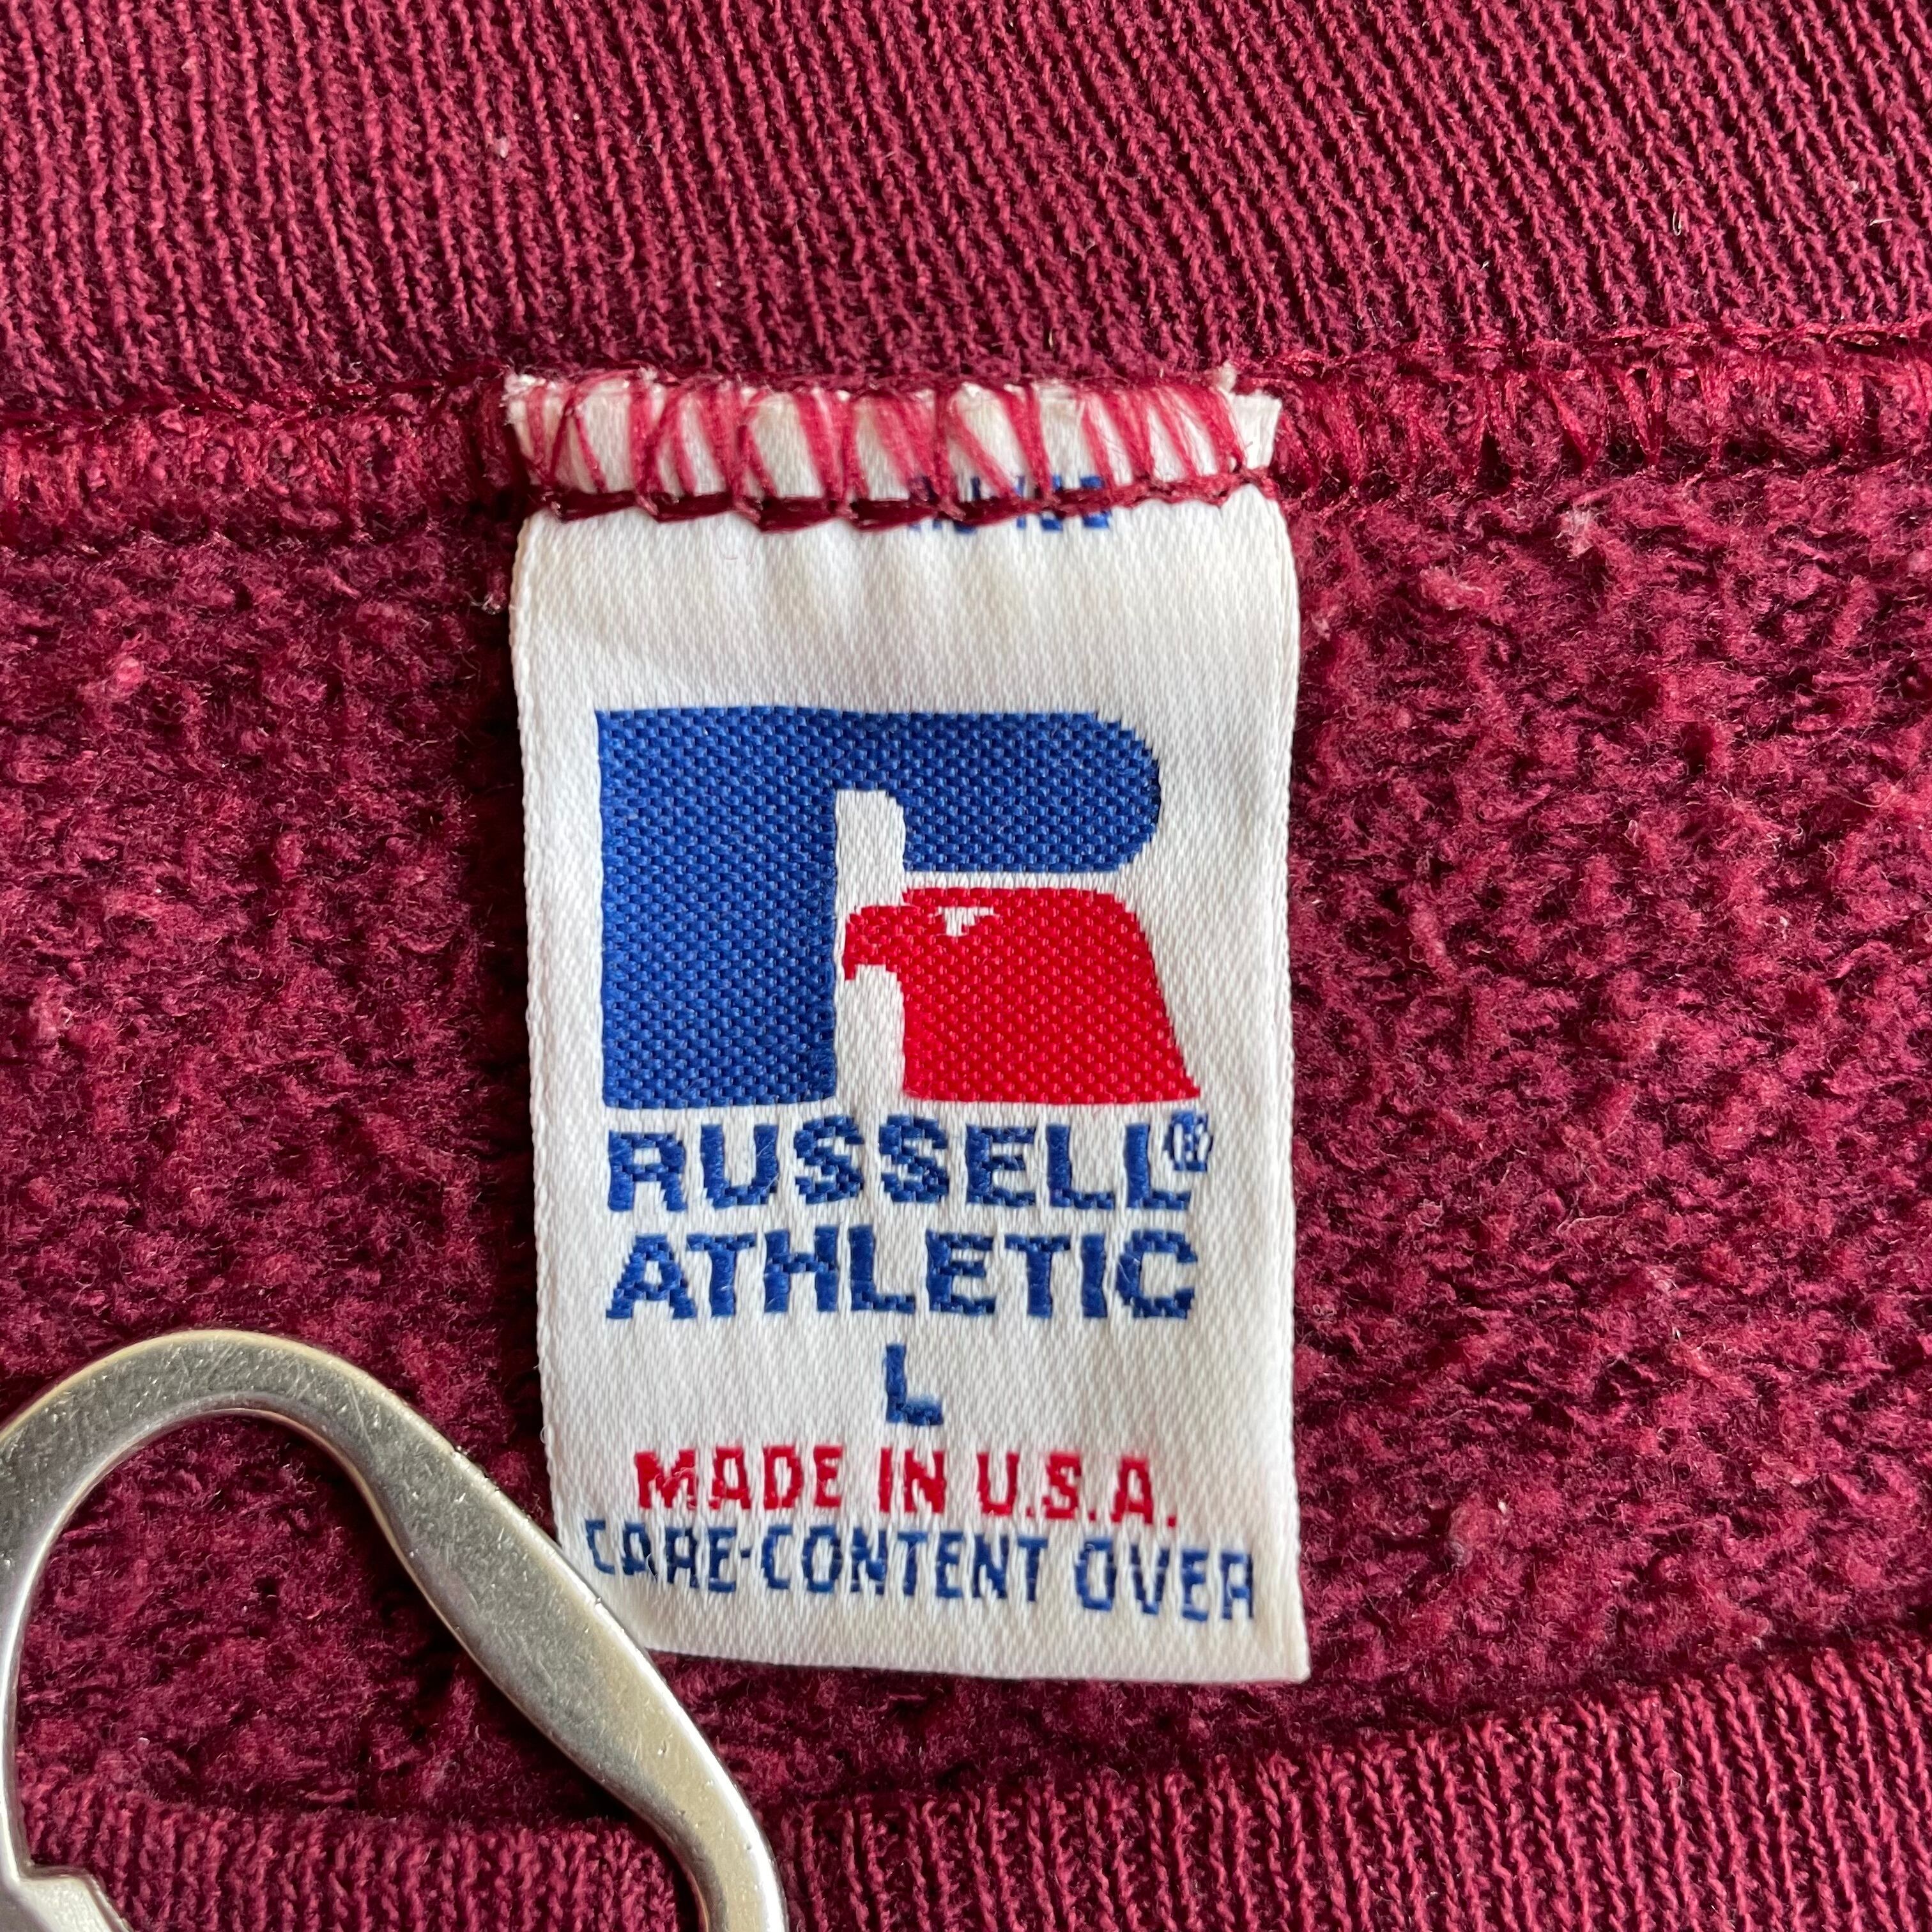 RUSSELL®
ATHLETIC
L
MADE IN U.S.A.
CARE·CONTENT OVER